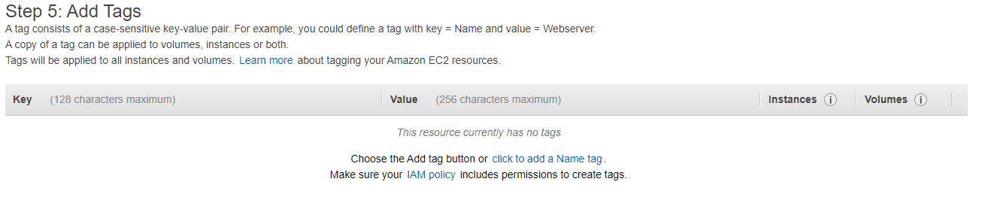 Step 5: Add Tags
A tag consists of a case-sensitive key-value pair. For example, you could define a tag with key = Name and value = Webserver.
A copy of a tag can be applied to volumes, instances or both.
Tags will be applied to all instances and volumes. Learn more about tagging your Amazon EC2 resources.
Key (128 characters maximum) Value (256 characters maximum) Instances i Volumes i
This resource currently has no tags
Choose the Add tag button or click to add a Name tag.
Make sure your IAM policy includes permissions to create tags.